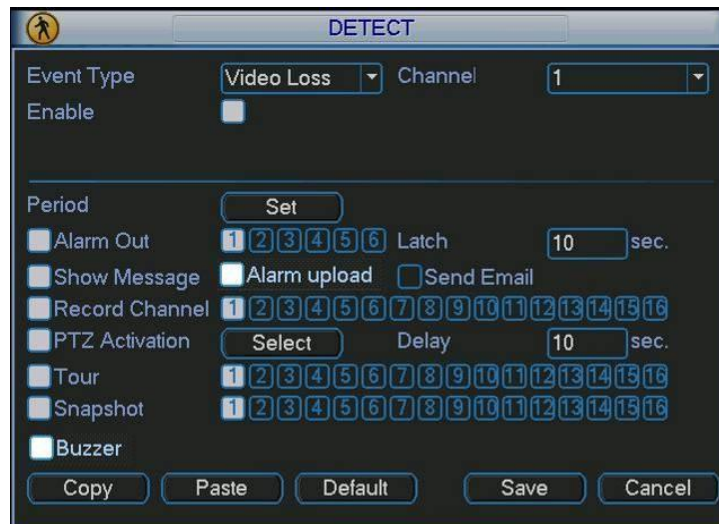 DETECT
Event Type Video Loss Channel 1
Enable
Period Set
Alarm Out 1 2 3 4 5 6 Latch 10 sec.
Show Message Alarm upload Send Email
Record Channel 1 2 3 4 5 6 7 8 9 10 11 12 13 14 15 16
PTZ Activation Select Delay 10 sec.
Tour 1 2 3 4 5 6 7 8 9 10 11 12 13 14 15 16
Snapshot 1 2 3 4 5 6 7 8 9 10 11 12 13 14 15 16
Buzzer
Copy Paste Default Save Cancel